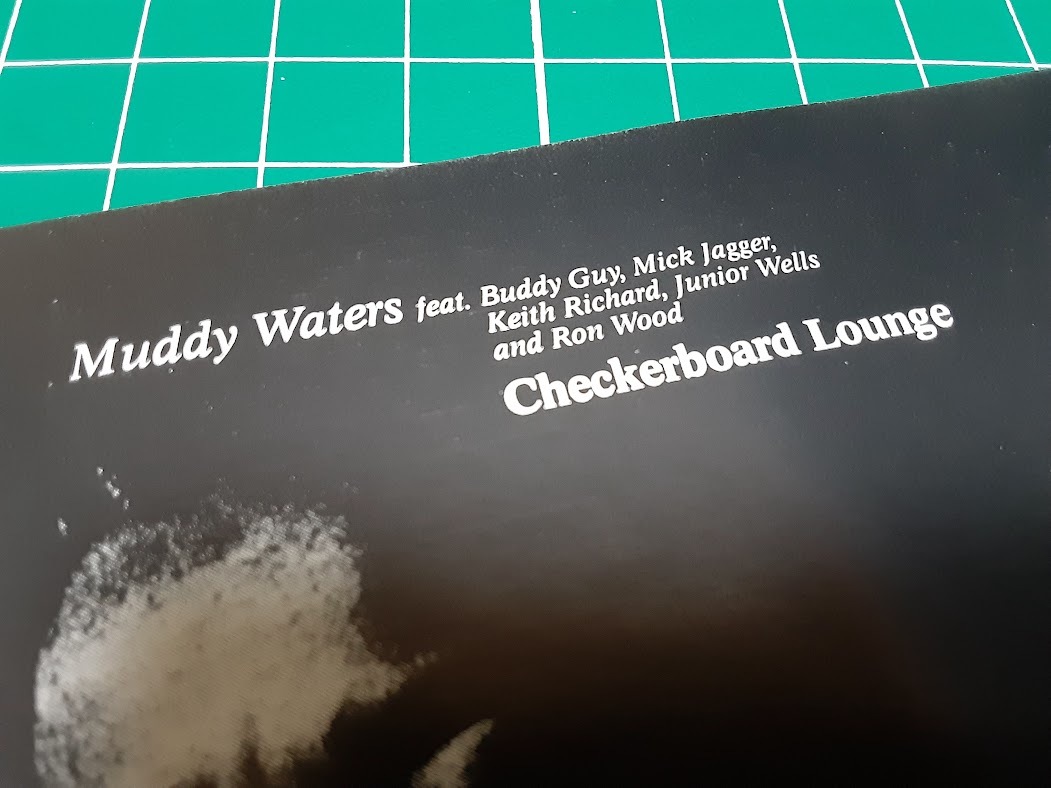 Muddy Waters feat. Buddy Guy, Mick Jagger,
Keith Richard, Junior Wells
and Ron Wood
Checkerboard Lounge